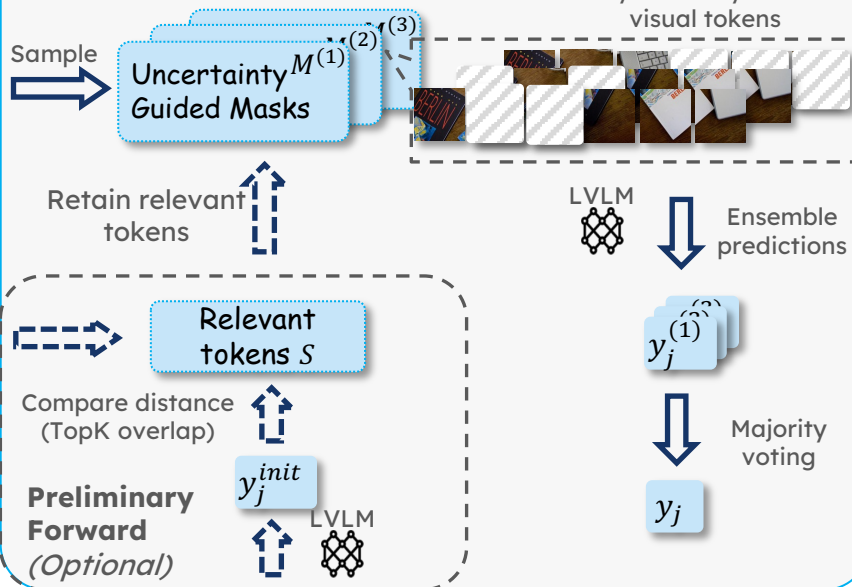 visual tokens
Sample
Uncertainty
Guided Masks
M^{(1)}
^{(2)}
^{(3)}
BERLIN
Retain relevant
tokens
LVLM
Ensemble
predictions
Relevant
tokens S
y_j^{(1)}
Compare distance
(TopK overlap)
Majority
voting
y_j^{init}
y_j
Preliminary
Forward
(Optional)
LVLM